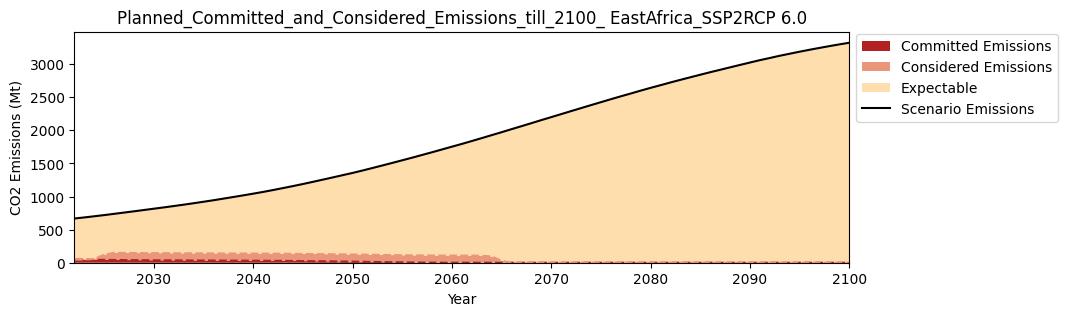 Planned_Committed_and_Considered_Emissions_till_2100_ EastAfrica_SSP2RCP 6.0
CO2 Emissions (Mt)
3000
2500
2000
1500
1000
500
0
2030 2040 2050 2060 2070 2080 2090 2100
Year
Committed Emissions
Considered Emissions
Expectable
Scenario Emissions